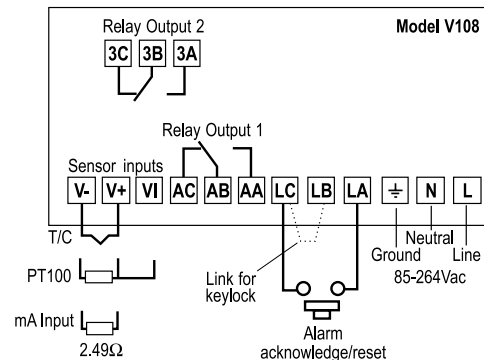 Relay Output 2
Model V108
3C 3B 3A
Relay Output 1
Sensor inputs
V- V+ VI AC AB AA LC LB LA ⏚ N L
T/C
Neutral
Ground Line
85-264Vac
PT100
Link for
keylock
mA Input
2.49Ω
Alarm
acknowledge/reset